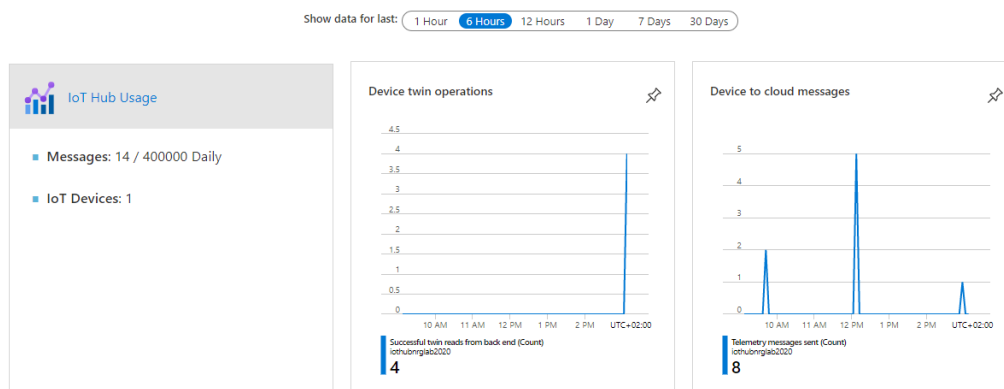 Show data for last: 1 Hour 6 Hours 12 Hours 1 Day 7 Days 30 Days
IoT Hub Usage
Messages: 14 / 400000 Daily
IoT Devices: 1
Device twin operations
4.5
4
3.5
3
2.5
2
1.5
1
0.5
0
10 AM 11 AM 12 PM 1 PM 2 PM UTC+02:00
Successful twin reads from back end (Count)
iothubnrglab2020
4
Device to cloud messages
5
4
3
2
1
0
10 AM 11 AM 12 PM 1 PM 2 PM UTC+02:00
Telemetry messages sent (Count)
iothubnrglab2020
8